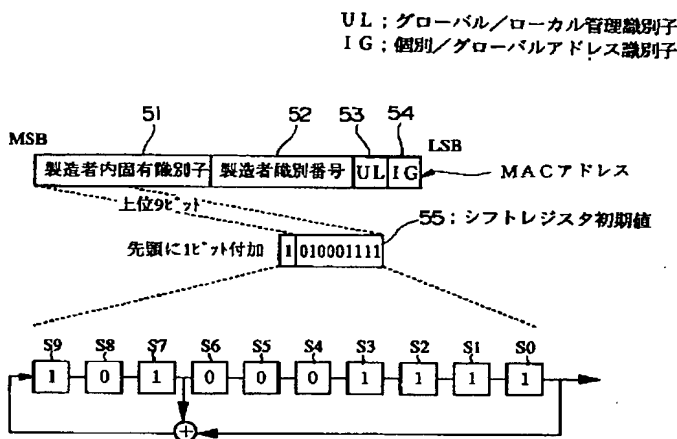 UL；グローバル／ローカル管理識別子
IG；個別／グローバルアドレス識別子
51 52 53 54
MSB LSB
製造者内固有識別子 製造者識別番号 UL IG MACアドレス
上位9ビット
55；シフトレジスタ初期値
先頭に1ビット付加 1 010001111
S9 S8 S7 S6 S5 S4 S3 S2 S1 S0
1 0 1 0 0 0 1 1 1 1